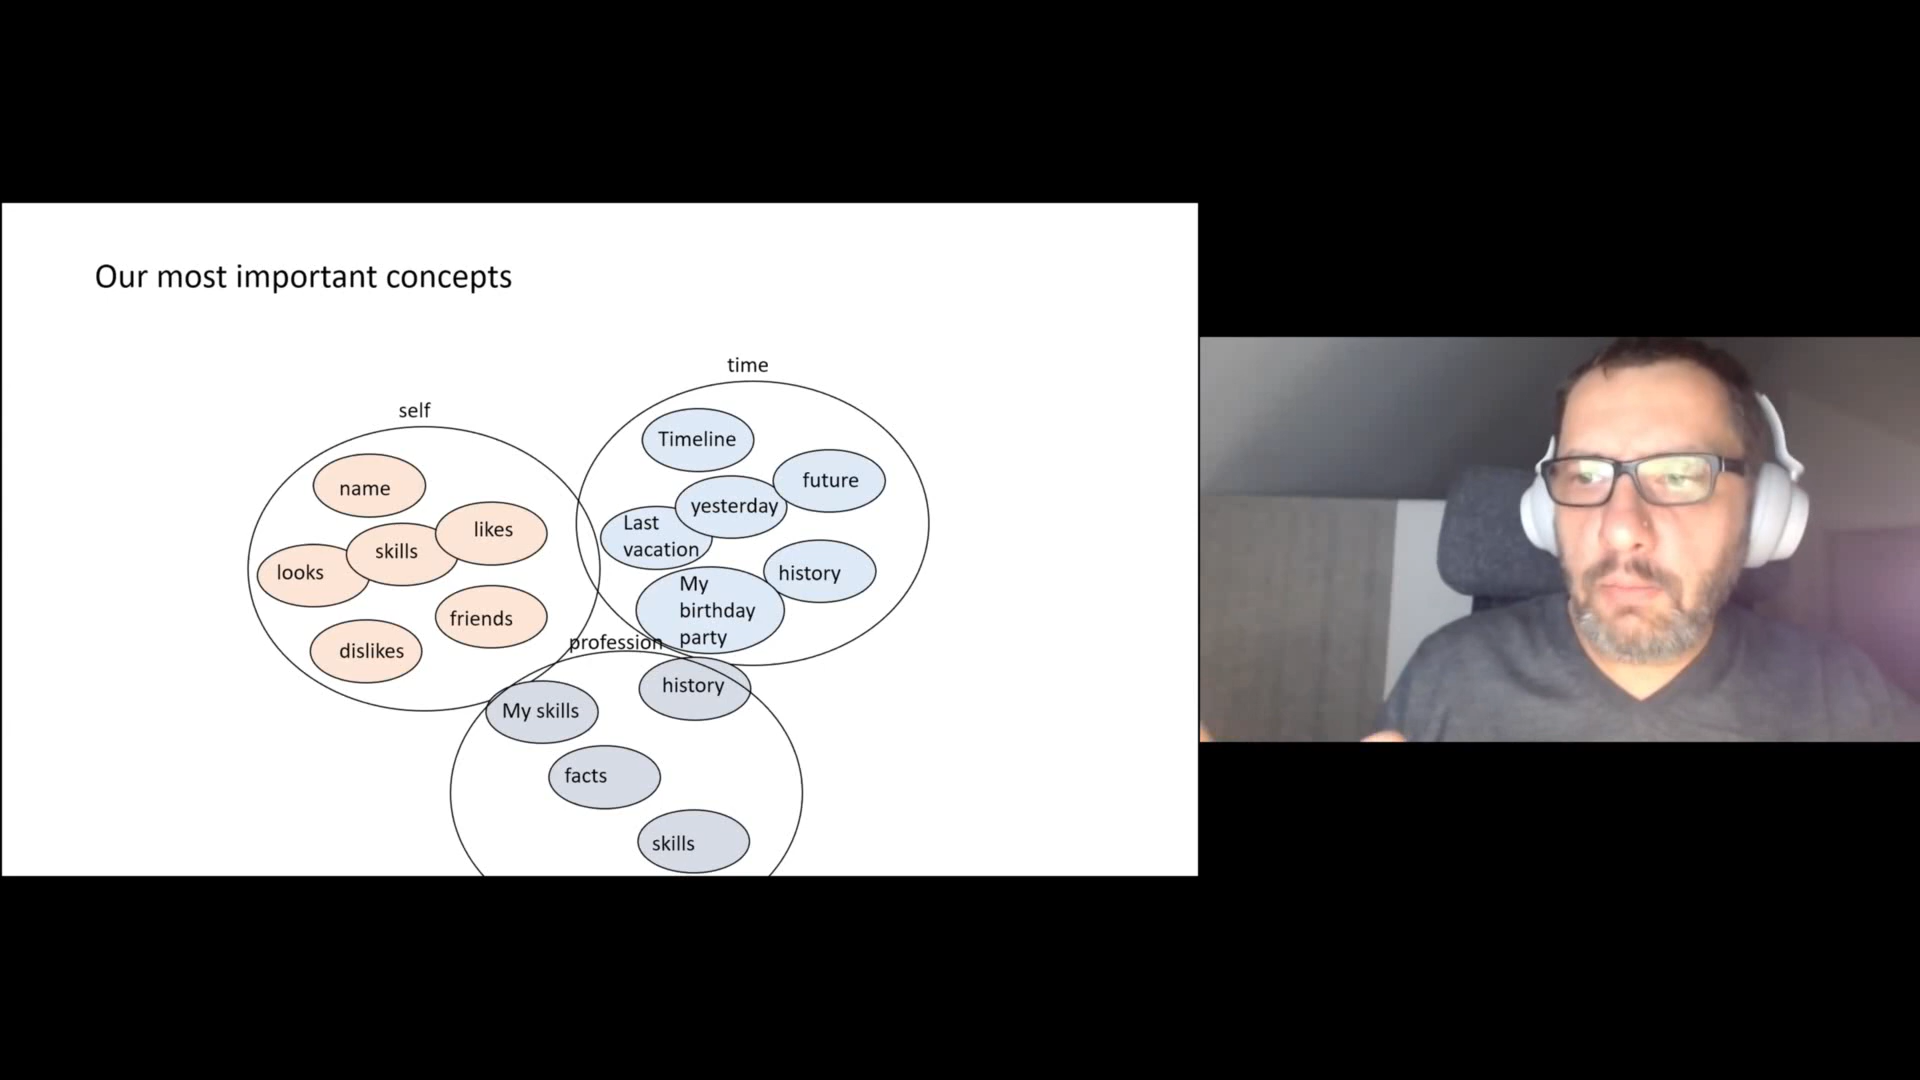 Our most important concepts
time
self
Timeline
future
name
yesterday
likes
Last
vacation
skills
looks
history
My
birthday
party
friends
dislikes
profession
history
My skills
facts
skills